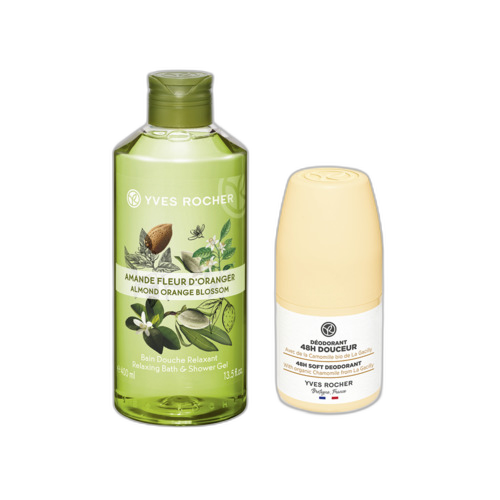 YVES ROCHER
AMANDE FLEUR D'ORANGER
ALMOND ORANGE BLOSSOM
Bain Douche Relaxant
Relaxing Bath & Shower Gel
e 400 ml 13.5 fl.oz
DÉODORANT
48H DOUCEUR
Avec de la Camomille bio de La Gacilly
48H SOFT DEODORANT
with organic Chamomile from La Gacilly
YVES ROCHER
Bretagne, France